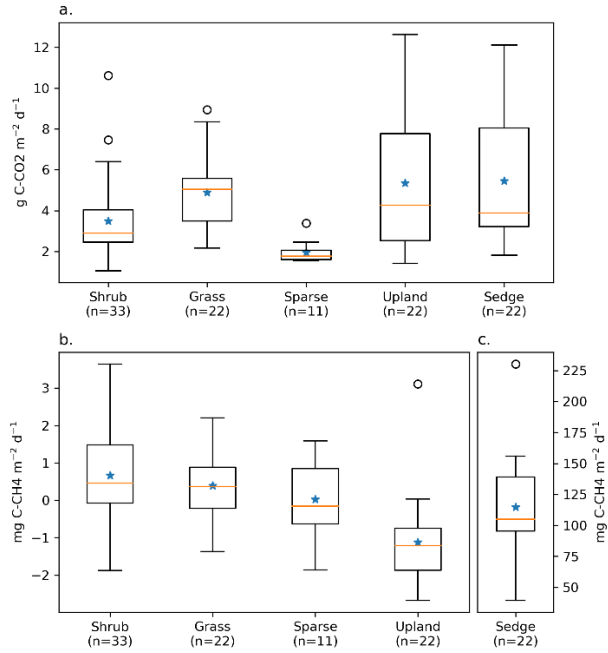 a.
g C-CO2 m⁻² d⁻¹
12
10
8
6
4
2
Shrub Grass Sparse Upland Sedge
(n=33) (n=22) (n=11) (n=22) (n=22)
b. c.
mg C-CH4 m⁻² d⁻¹
3
2
1
0
−1
−2
225
200
175
150
125
100
75
50
mg C-CH4 m⁻² d⁻¹
Shrub Grass Sparse Upland Sedge
(n=33) (n=22) (n=11) (n=22) (n=22)